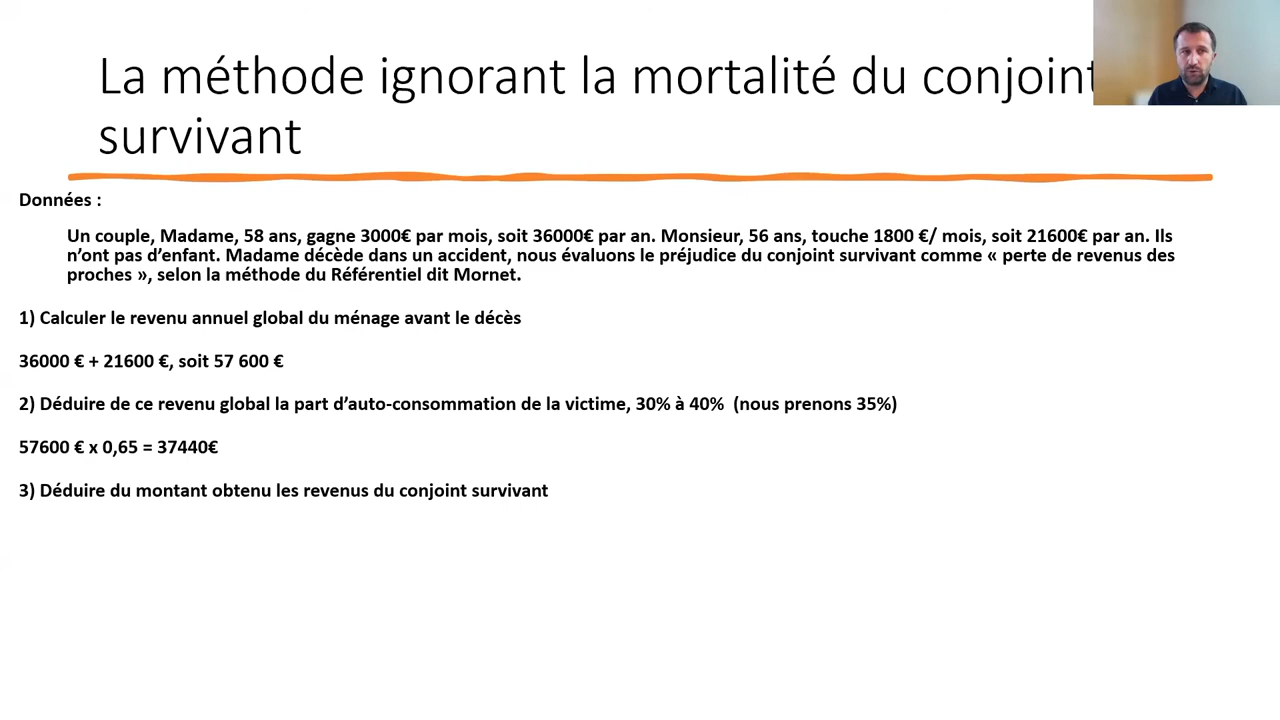 La méthode ignorant la mortalité du conjoint
survivant
Données :
Un couple, Madame, 58 ans, gagne 3000€ par mois, soit 36000€ par an. Monsieur, 56 ans, touche 1800 €/ mois, soit 21600€ par an. Ils
n’ont pas d’enfant. Madame décède dans un accident, nous évaluons le préjudice du conjoint survivant comme « perte de revenus des
proches », selon la méthode du Référentiel dit Mornet.
1) Calculer le revenu annuel global du ménage avant le décès
36000 € + 21600 €, soit 57 600 €
2) Déduire de ce revenu global la part d’auto-consommation de la victime, 30% à 40%  (nous prenons 35%)
57600 € x 0,65 = 37440€
3) Déduire du montant obtenu les revenus du conjoint survivant